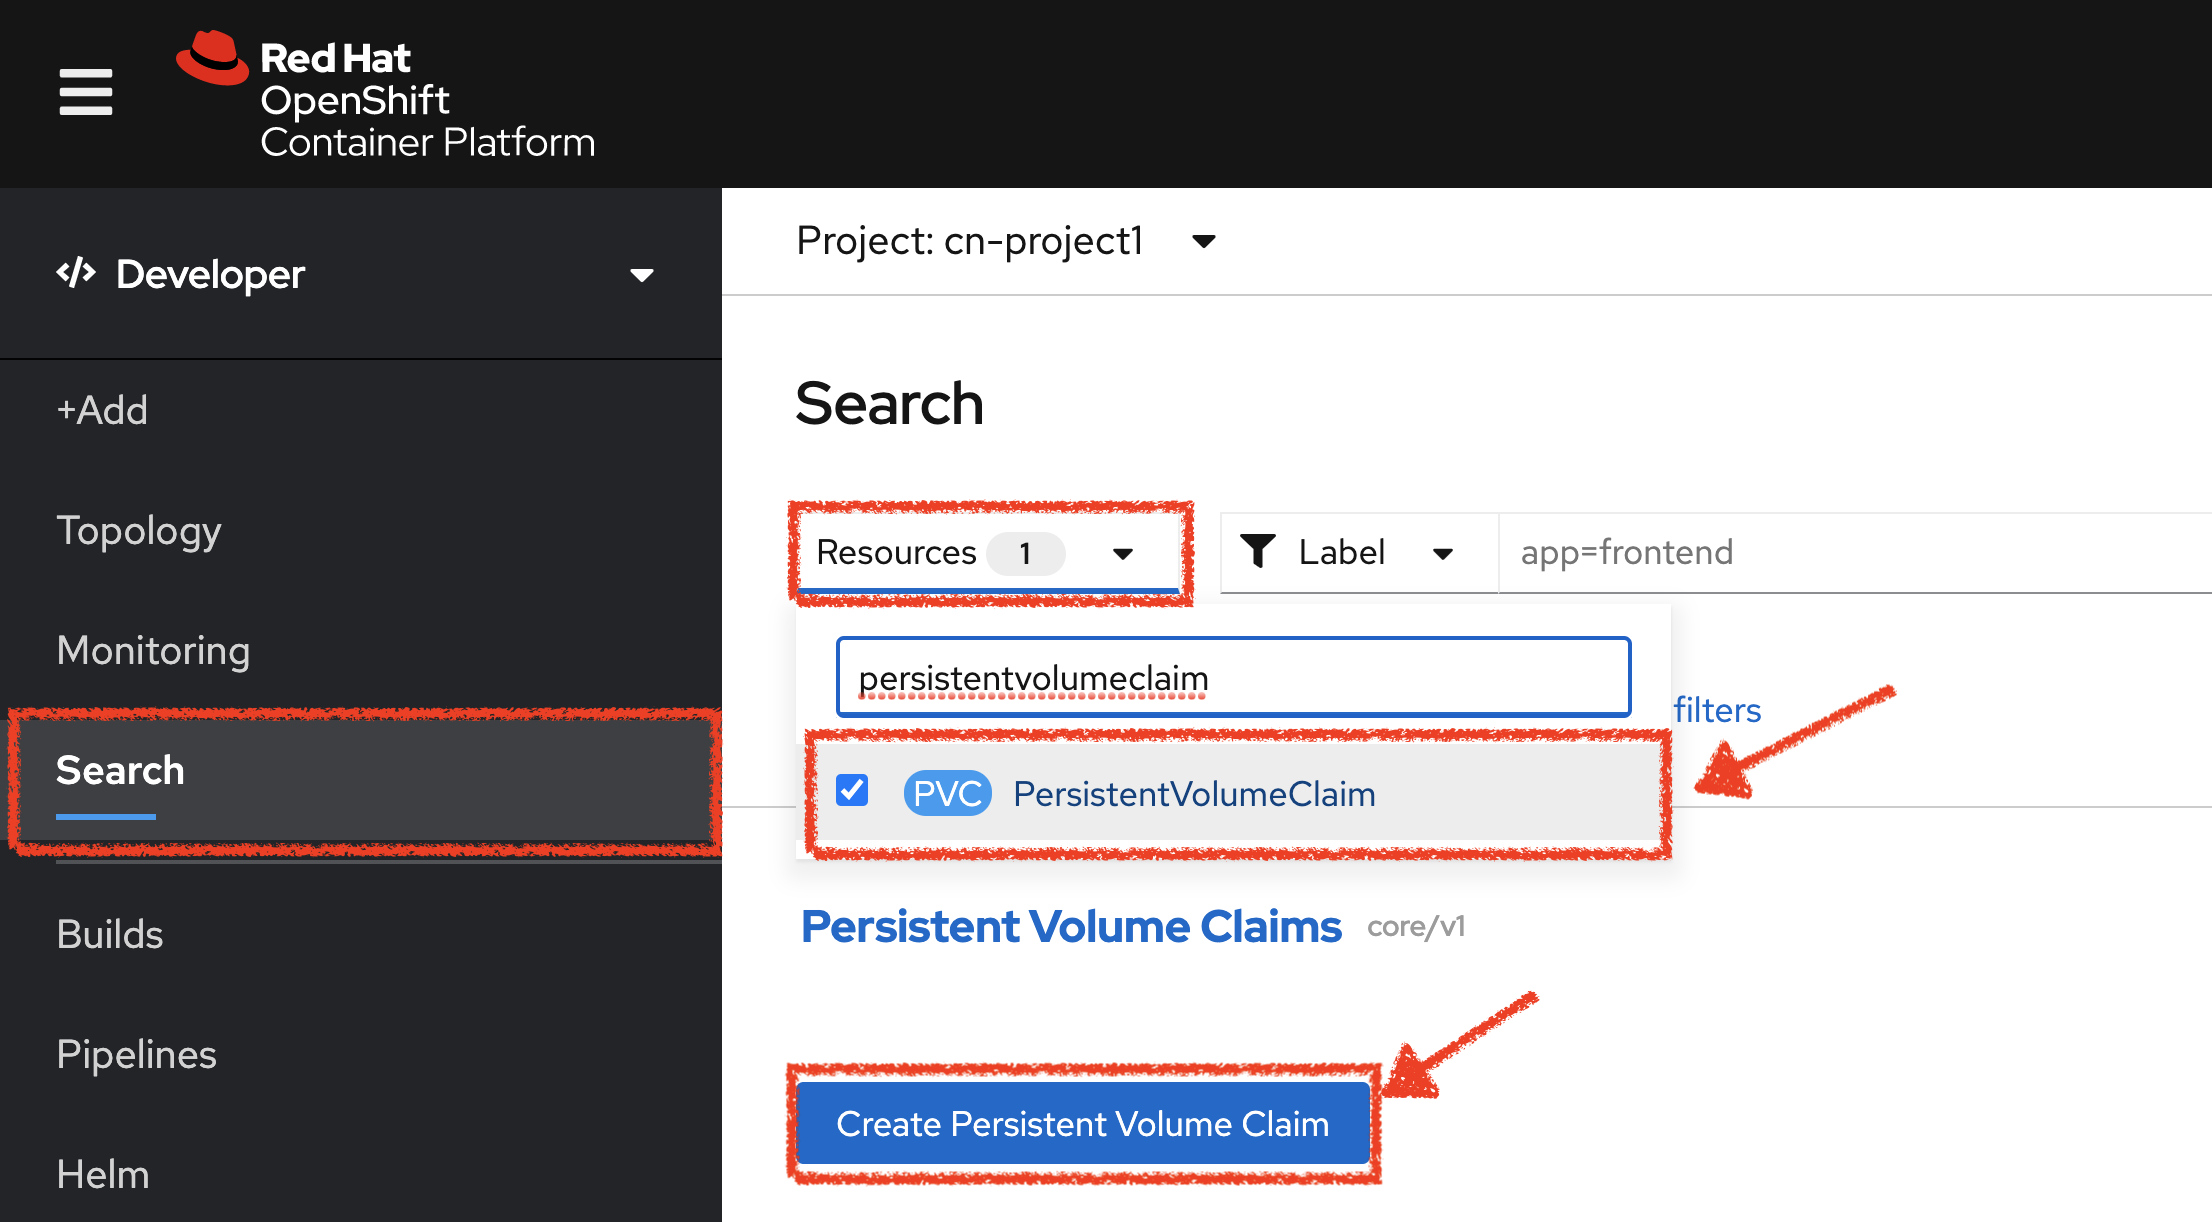 Red Hat
OpenShift
Container Platform
</> Developer
+Add
Topology
Monitoring
Search
Builds
Pipelines
Helm
Project: cn-project1
Search
Resources 1
Label
app=frontend
persistentvolumeclaim
filters
PVC PersistentVolumeClaim
Persistent Volume Claims core/v1
Create Persistent Volume Claim